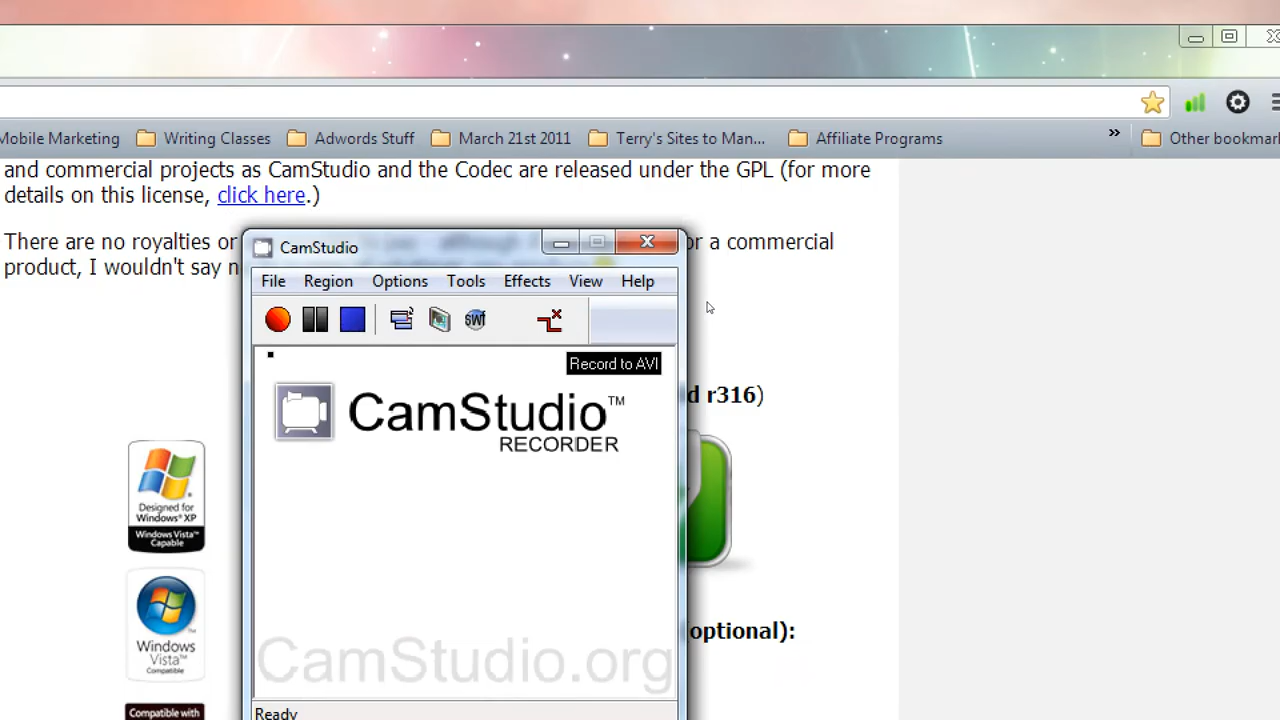 Mobile Marketing Writing Classes Adwords Stuff March 21st 2011 Terry's Sites to Man... Affiliate Programs » Other bookmar
and commercial projects as CamStudio and the Codec are released under the GPL (for more
details on this license, click here.)
There are no royalties or or a commercial
product, I wouldn't say n
CamStudio
File Region Options Tools Effects View Help
swf
Record to AVI
CamStudio™
RECORDER
d r316)
Designed for
Windows® XP
Windows Vista™
Capable
Windows
Vista™
Compatible
(optional):
CamStudio.org
Compatible with
Ready